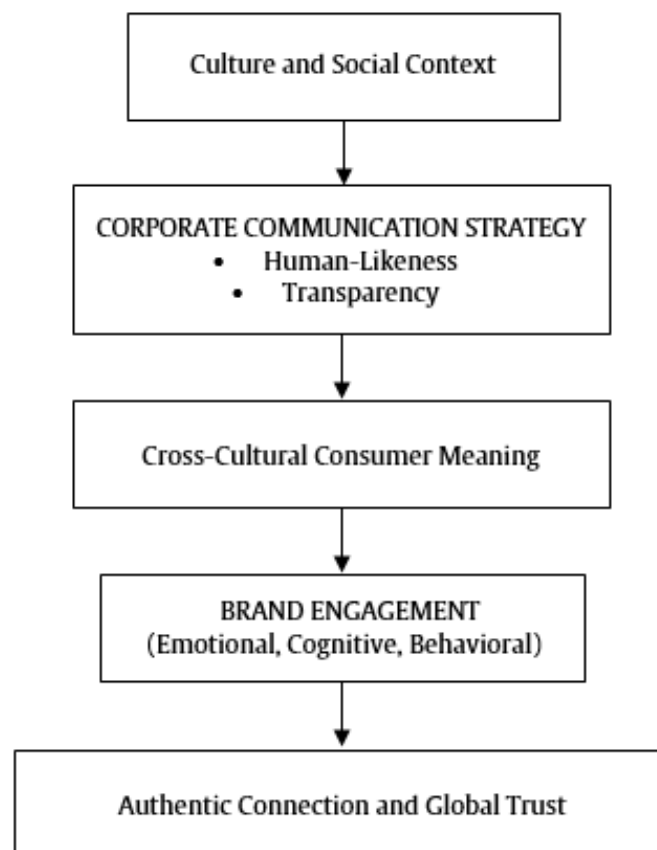 Culture and Social Context
CORPORATE COMMUNICATION STRATEGY
• Human-Likeness
• Transparency
Cross-Cultural Consumer Meaning
BRAND ENGAGEMENT
(Emotional, Cognitive, Behavioral)
Authentic Connection and Global Trust